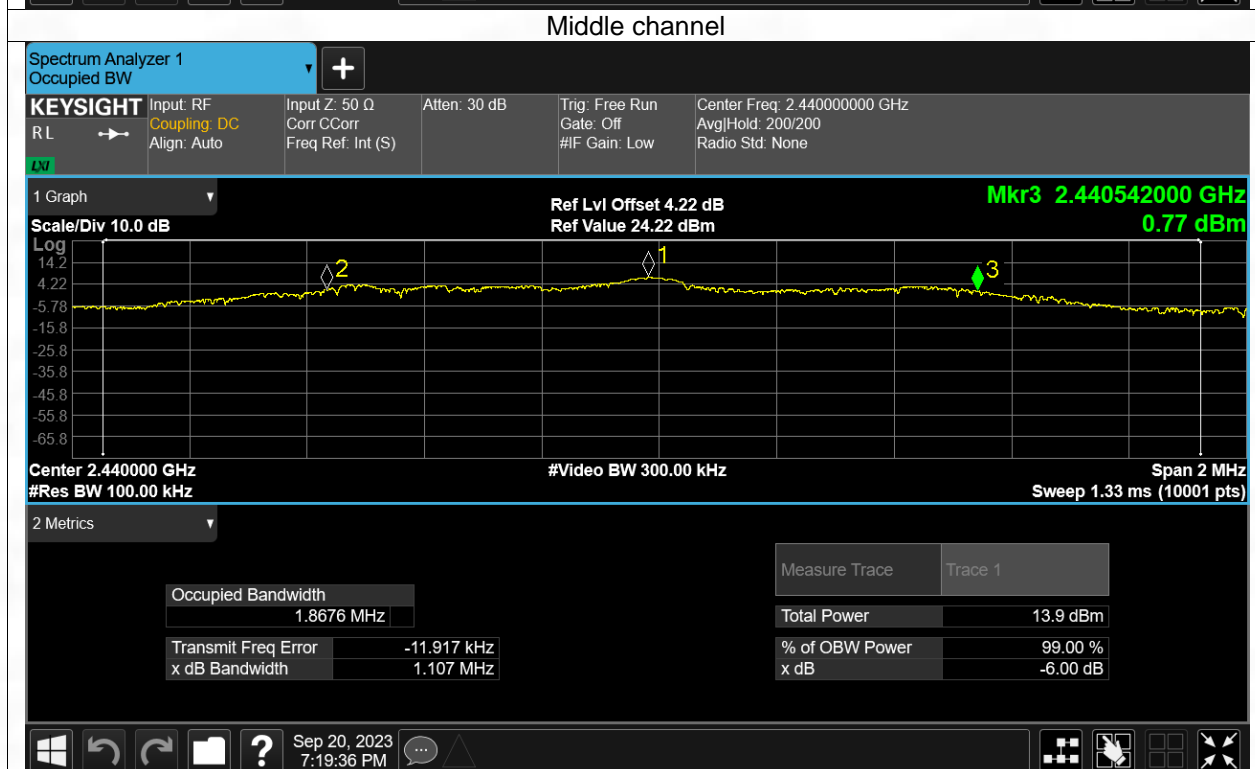 Middle channel
Spectrum Analyzer 1
Occupied BW
+
KEYSIGHT
RL
LXI
Input: RF
Coupling: DC
Align: Auto
Input Z: 50 Ω
Corr CCorr
Freq Ref: Int (S)
Atten: 30 dB
Trig: Free Run
Gate: Off
#IF Gain: Low
Center Freq: 2.440000000 GHz
Avg|Hold: 200/200
Radio Std: None
1 Graph
Scale/Div 10.0 dB
Ref Lvl Offset 4.22 dB
Ref Value 24.22 dBm
Mkr3 2.440542000 GHz
0.77 dBm
Log
14.2
4.22
-5.78
-15.8
-25.8
-35.8
-45.8
-55.8
-65.8
2
1
3
Center 2.440000 GHz
#Video BW 300.00 kHz
Span 2 MHz
#Res BW 100.00 kHz
Sweep 1.33 ms (10001 pts)
2 Metrics
Measure Trace Trace 1
Occupied Bandwidth
1.8676 MHz
Total Power 13.9 dBm
Transmit Freq Error -11.917 kHz
% of OBW Power 99.00 %
x dB Bandwidth 1.107 MHz
x dB -6.00 dB
?
Sep 20, 2023
7:19:36 PM